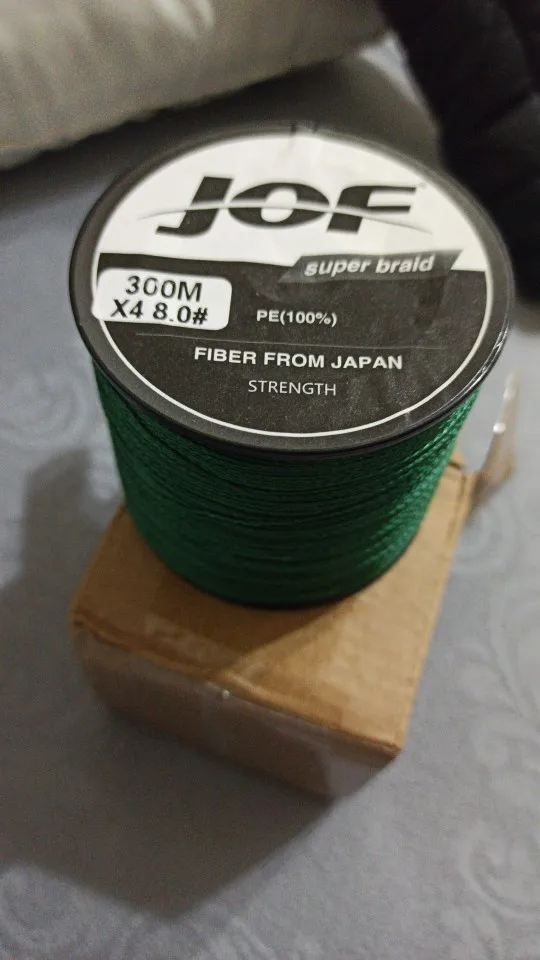 JOF
super braid
300M
X4 8.0#
PE(100%)
FIBER FROM JAPAN
STRENGTH